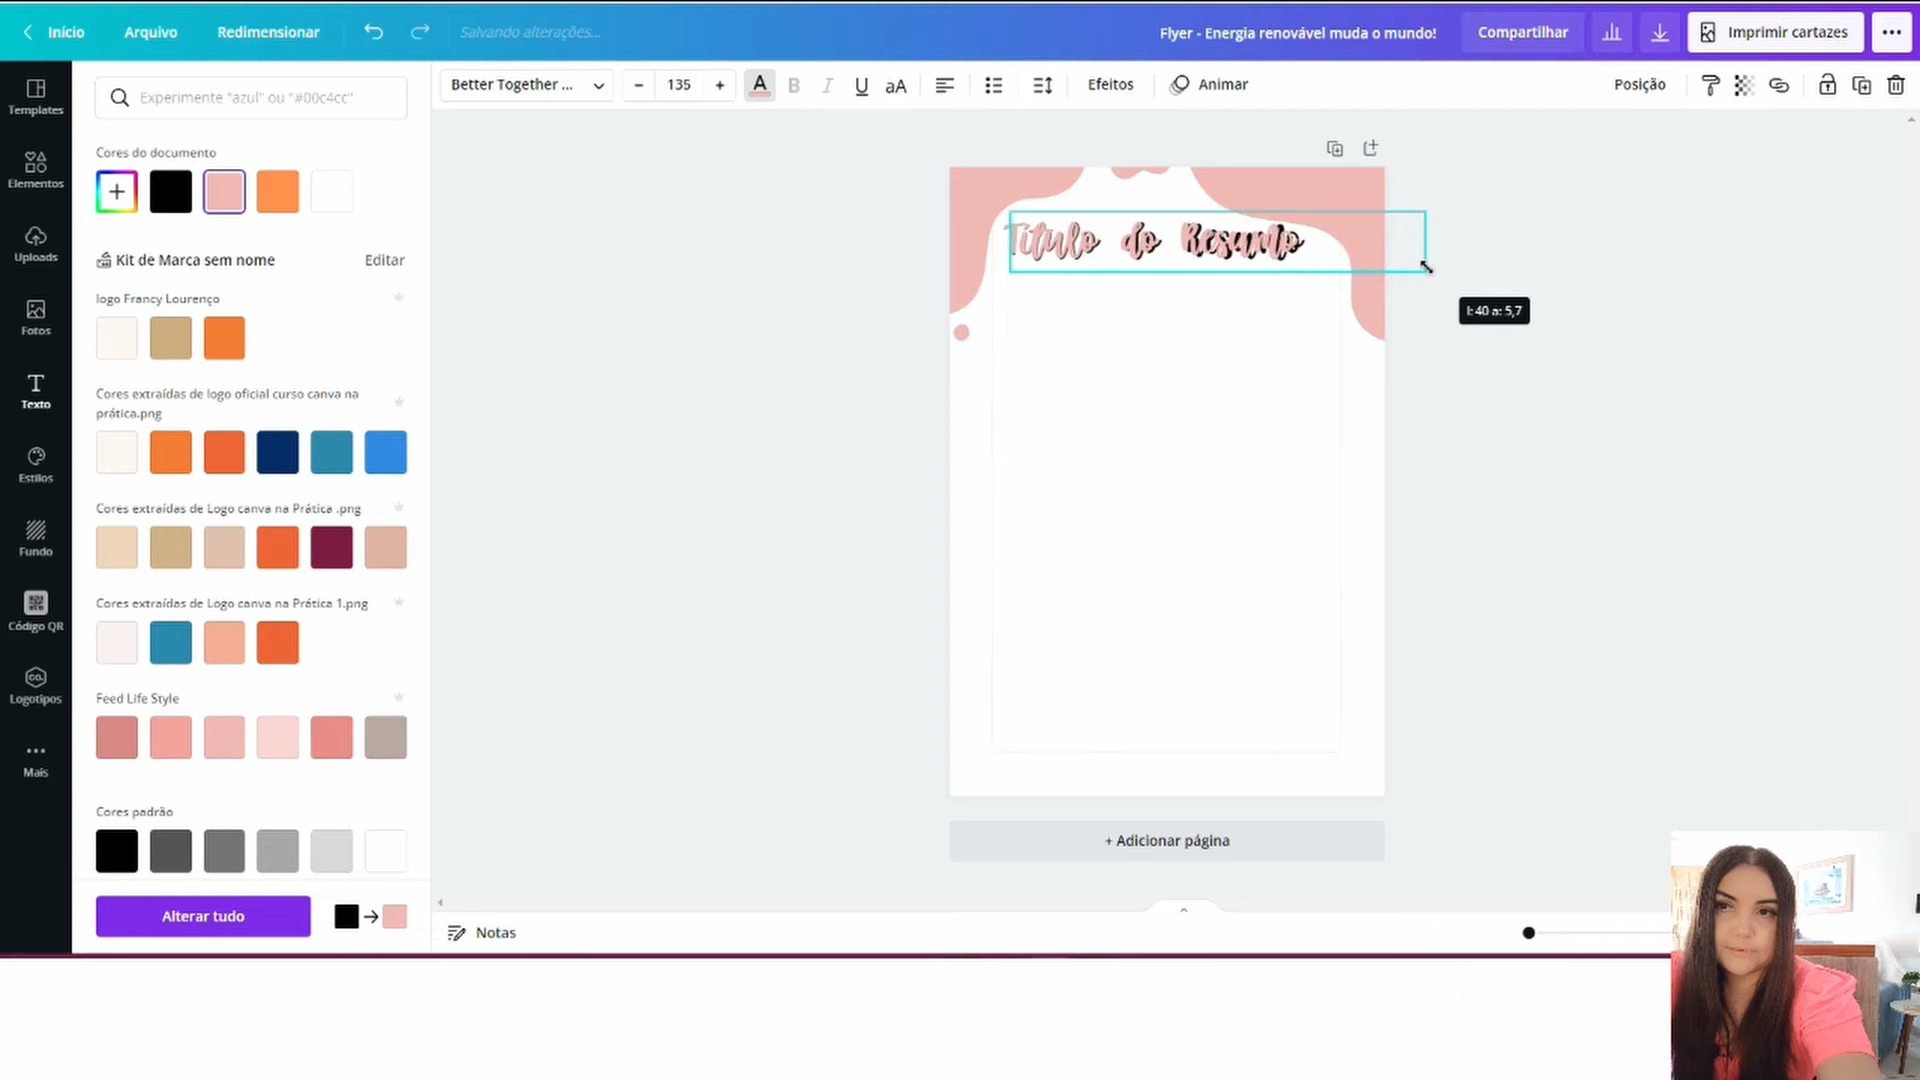 Início
Arquivo
Redimensionar
Salvando alterações...
Flyer - Energia renovável muda o mundo!
Compartilhar
Imprimir cartazes
Templates
Elementos
Uploads
Fotos
Texto
Estilos
Fundo
Código QR
CO.
Logotipos
Mais
Experimente "azul" ou "#00c4cc"
Cores do documento
Kit de Marca sem nome
Editar
logo Francy Lourenço
Cores extraídas de logo oficial curso canva na
prática.png
Cores extraídas de Logo canva na Prática .png
Cores extraídas de Logo canva na Prática 1.png
Feed Life Style
Cores padrão
Alterar tudo
Better Together ...
135
A
B
I
U
aA
Efeitos
Animar
Posição
Título do Resumo
l: 40 a: 5,7
+ Adicionar página
Notas